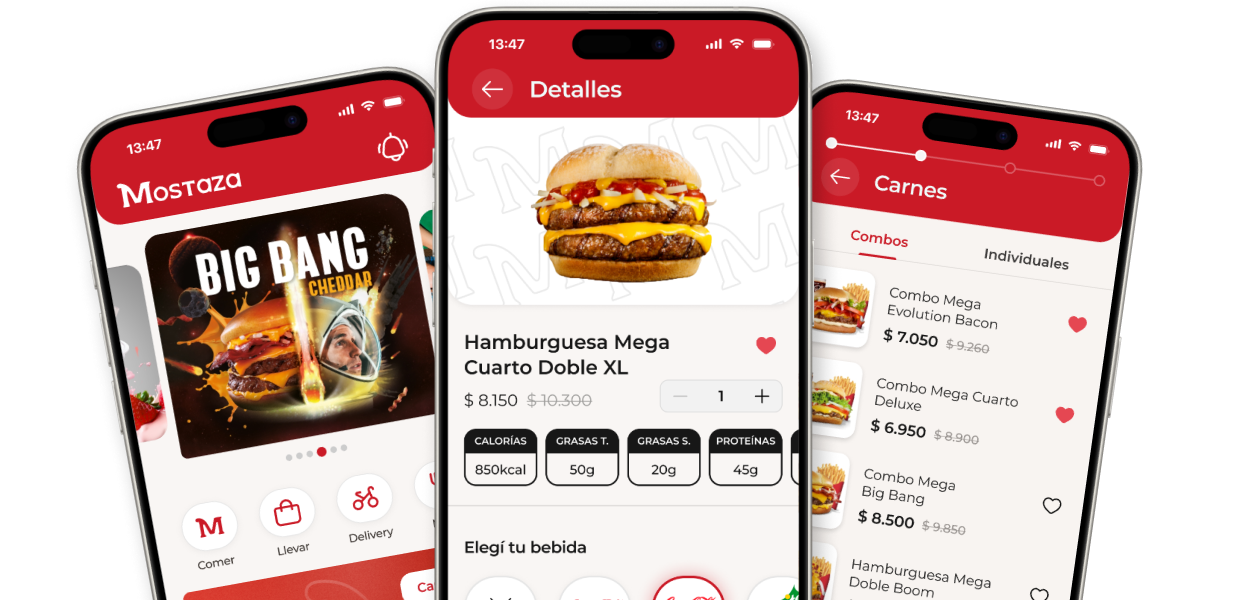 13:47
Mostaza
BIG BANG
CHEDDAR
Comer
Llevar
Delivery
13:47
Detalles
Hamburguesa Mega
Cuarto Doble XL
$ 8.150 $ 10.300
1
CALORÍAS GRASAS T. GRASAS S. PROTEÍNAS
850kcal 50g 20g 45g
Elegí tu bebida
13:47
Carnes
Combos Individuales
Combo Mega
Evolution Bacon
$ 7.050 $ 9.260
Combo Mega Cuarto
Deluxe
$ 6.950 $ 8.900
Combo Mega
Big Bang
$ 8.500 $ 9.850
Hamburguesa Mega
Doble Boom